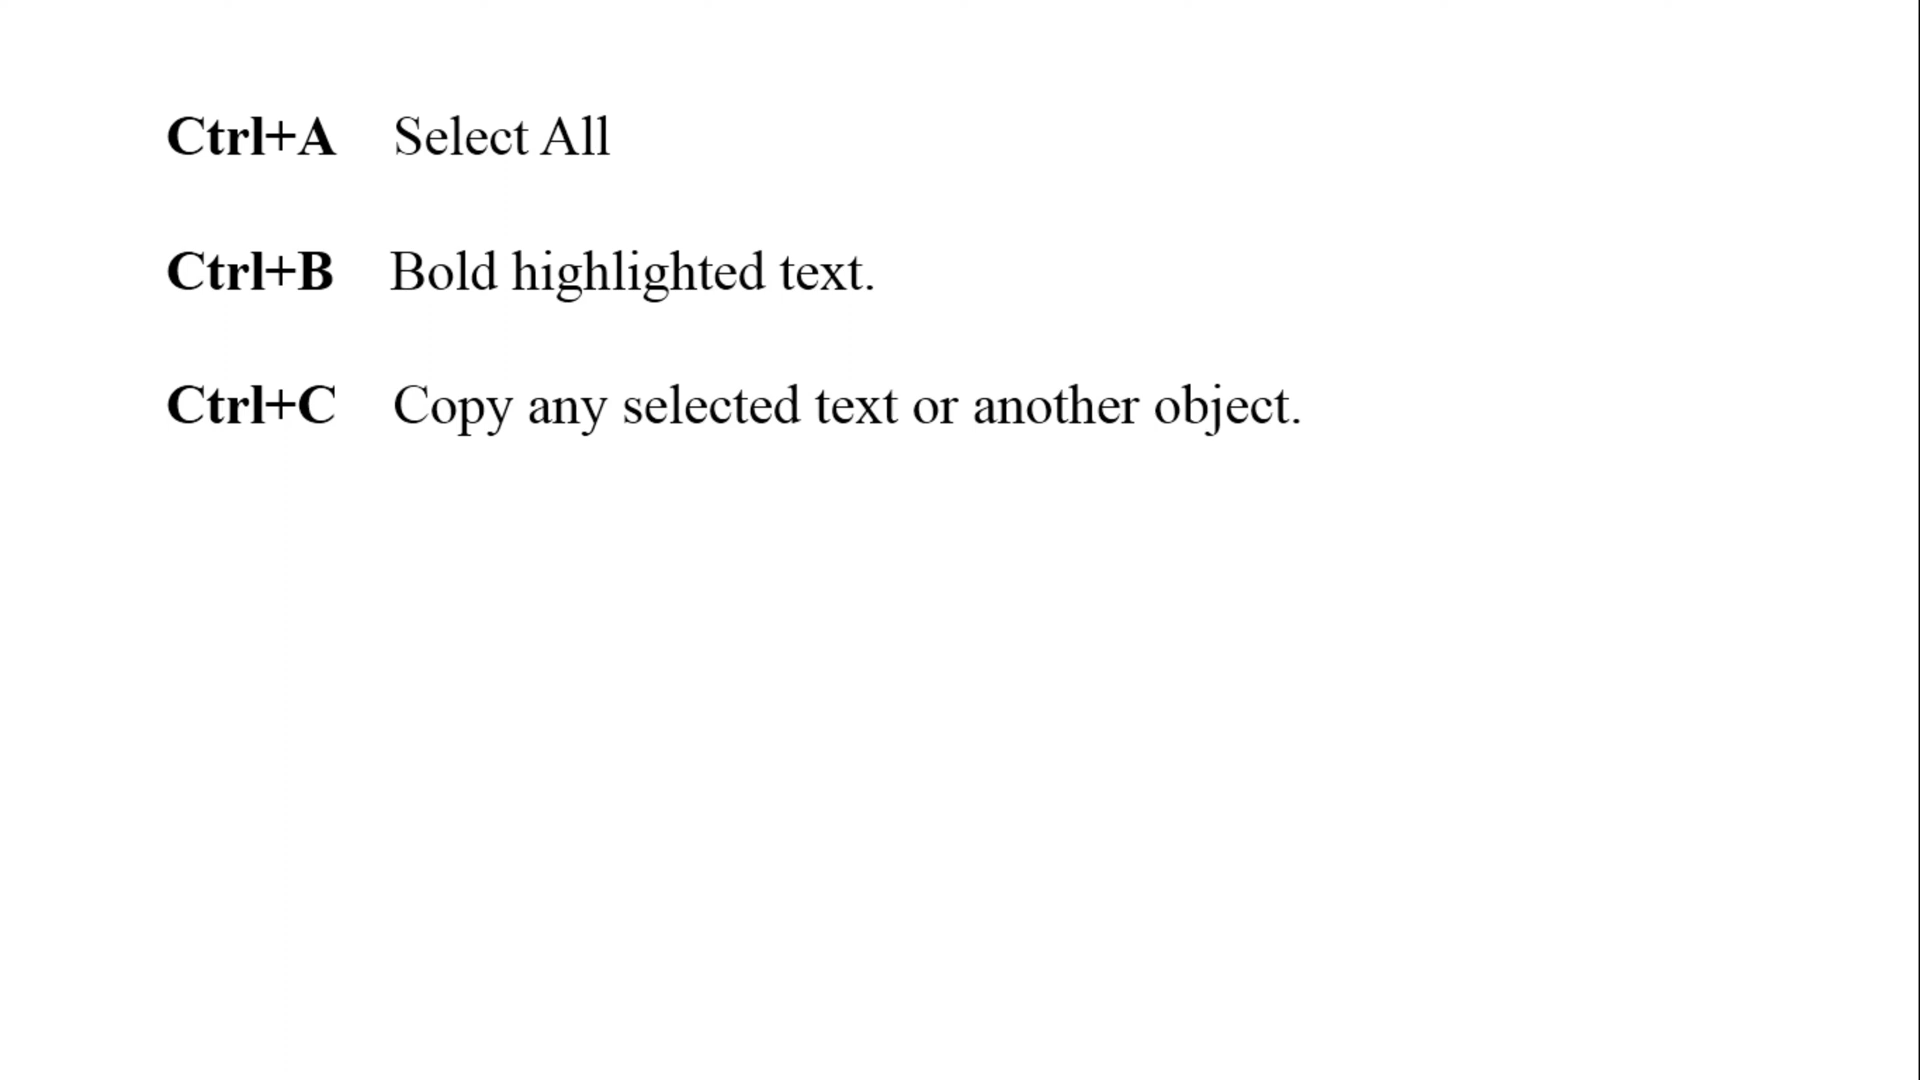 Ctrl+A Select All
Ctrl+B Bold highlighted text.
Ctrl+C Copy any selected text or another object.